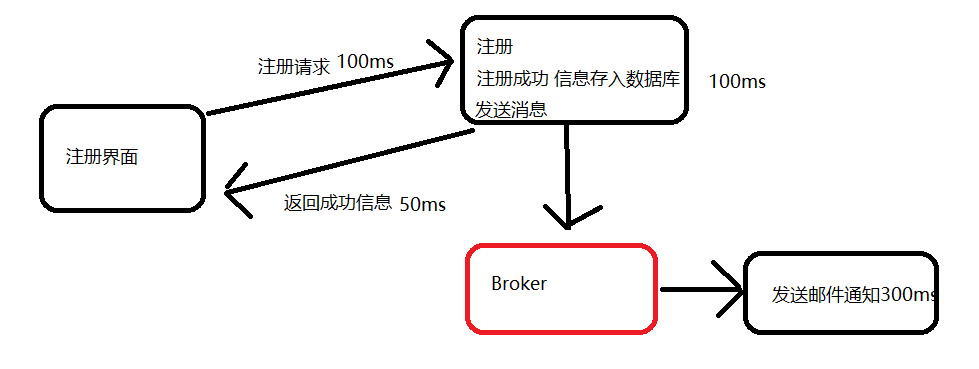 注册
注册请求 100ms
注册成功 信息存入数据库
100ms
发送消息
注册界面
返回成功信息 50ms
Broker
发送邮件通知300ms